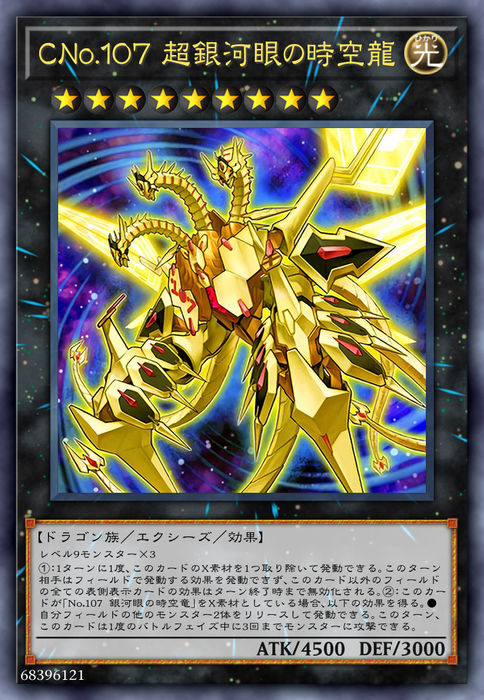 CNo.107 超銀河眼の時空龍
ひかり
光
【ドラゴン族／エクシーズ／効果】
レベル9モンスター×3
①:1ターンに1度、このカードのX素材を1つ取り除いて発動できる。このターン
相手はフィールドで発動する効果を発動できず、このカード以外のフィールド
の全ての表側表示カードの効果はターン終了時まで無効化される。②:このカー
ドが「No.107 銀河眼の時空竜」をX素材としている場合、以下の効果を得る。●
自分フィールドの他のモンスター2体をリリースして発動できる。このターン、
このカードは1度のバトルフェイズ中に3回までモンスターに攻撃できる。
ATK/4500 DEF/3000
68396121